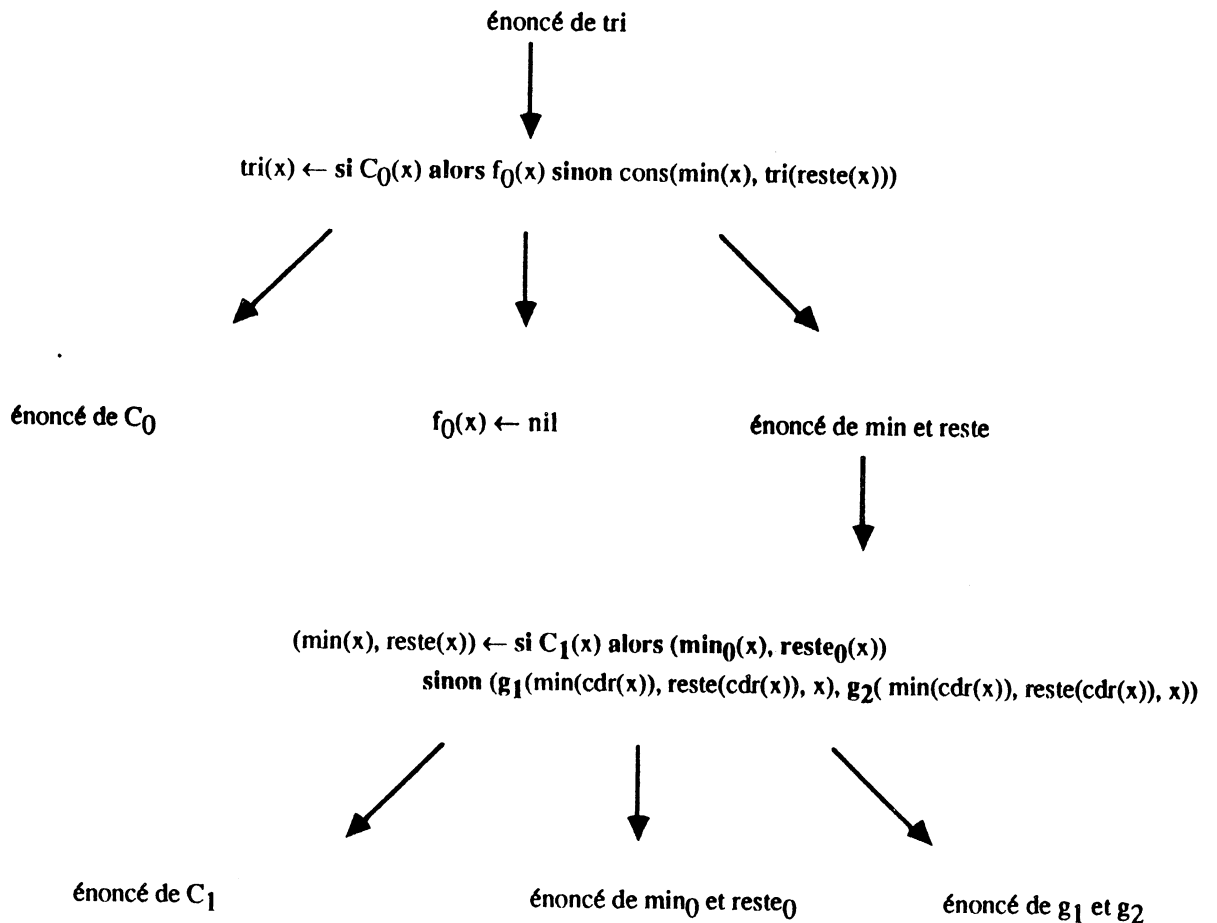 énoncé de tri
tri(x) ← si C0(x) alors f0(x) sinon cons(min(x), tri(reste(x)))
énoncé de C0
f0(x) ← nil
énoncé de min et reste
(min(x), reste(x)) ← si C1(x) alors (min0(x), reste0(x))
sinon (g1(min(cdr(x)), reste(cdr(x)), x), g2( min(cdr(x)), reste(cdr(x)), x))
énoncé de C1
énoncé de min0 et reste0
énoncé de g1 et g2